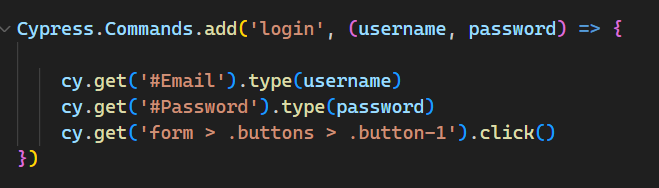 Cypress.Commands.add('login', (username, password) => {
cy.get('#Email').type(username)
cy.get('#Password').type(password)
cy.get('form > .buttons > .button-1').click()
})